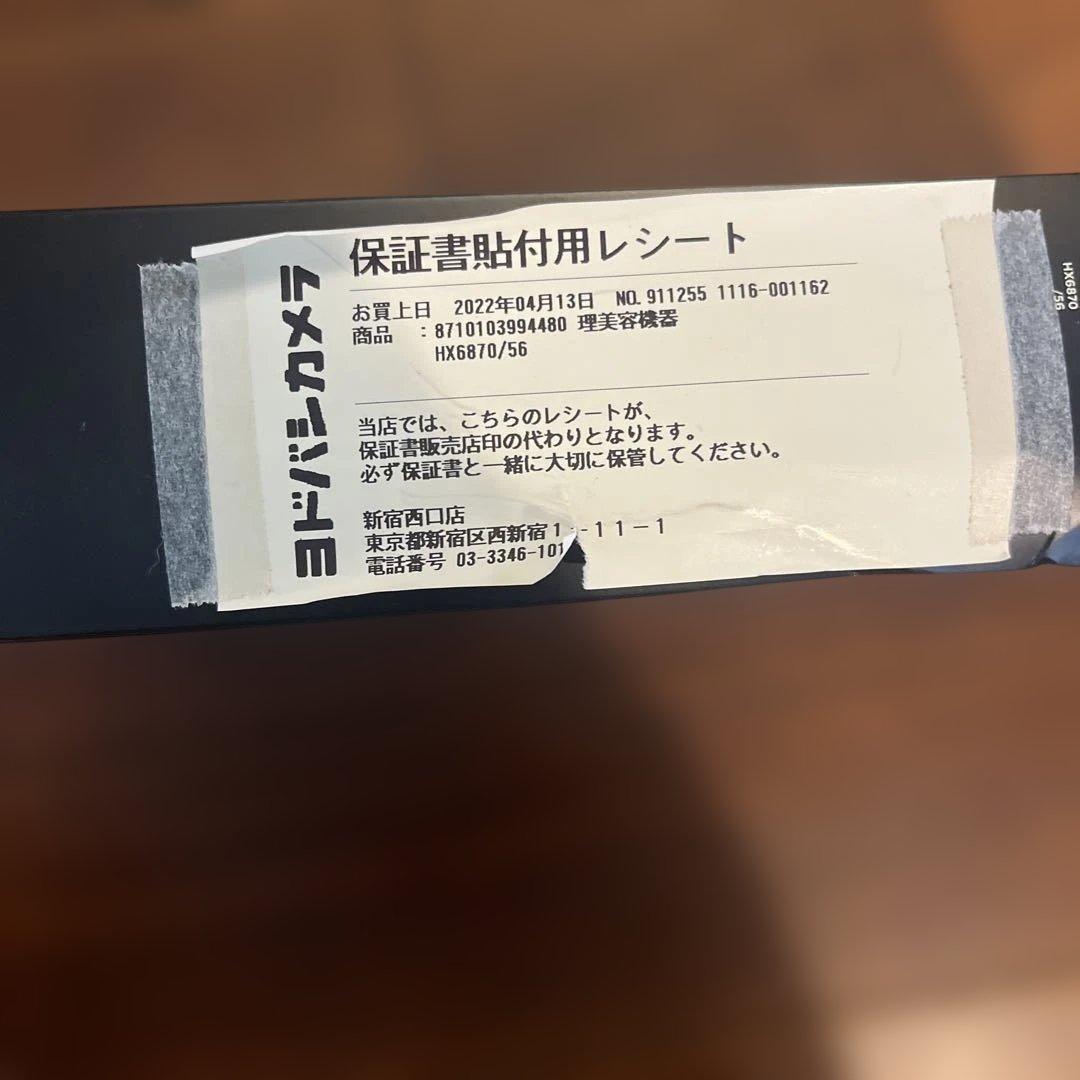 ヨドバシカメラ
保証書貼付用レシート
お買上日 2022年04月13日 NO. 911255 1116-001162
商品 : 8710103994480 理美容機器
HX6870/56
当店では、こちらのレシートが、
保証書販売店印の代わりとなります。
必ず保証書と一緒に大切に保管してください。
新宿西口店
東京都新宿区西新宿1-11-1
電話番号 03-3346-101
HX6870
/56